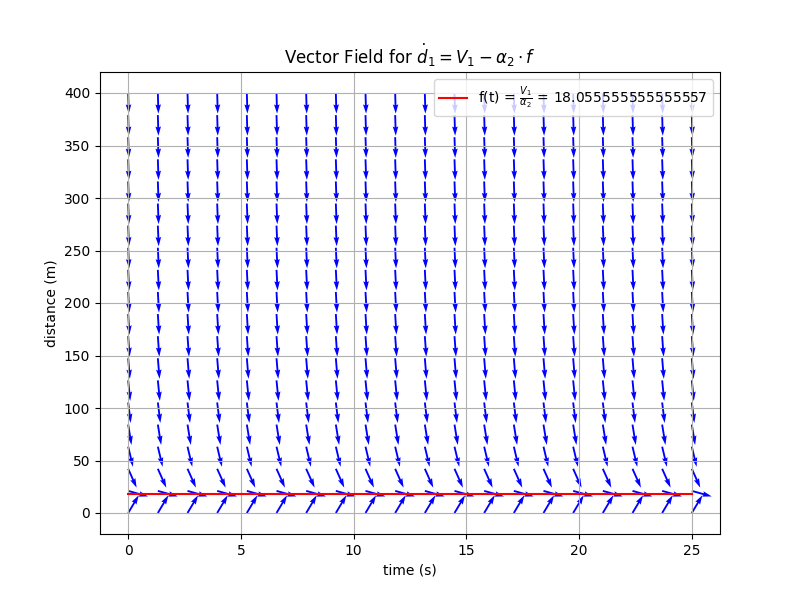 Vector Field for ḋ₁ = V₁ − α₂ · f
f(t) = V₁/α₂ = 18.055555555555557
400
350
300
250
200
150
100
50
0
distance (m)
0 5 10 15 20 25
time (s)